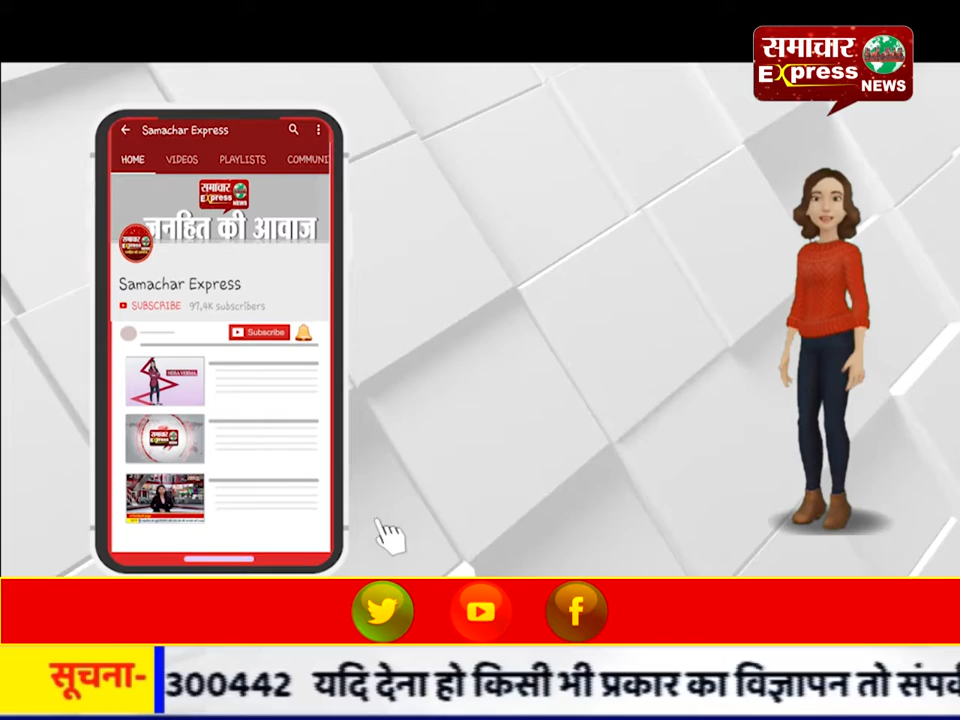 समाचार
Express
NEWS
Samachar Express
HOME VIDEOS PLAYLISTS COMMUNI
समाचार
Express
NEWS
जनहित की आवाज
Samachar Express
SUBSCRIBE 97.4K subscribers
Subscribe
सूचना- 300442 यदि देना हो किसी भी प्रकार का विज्ञापन तो संपर्क